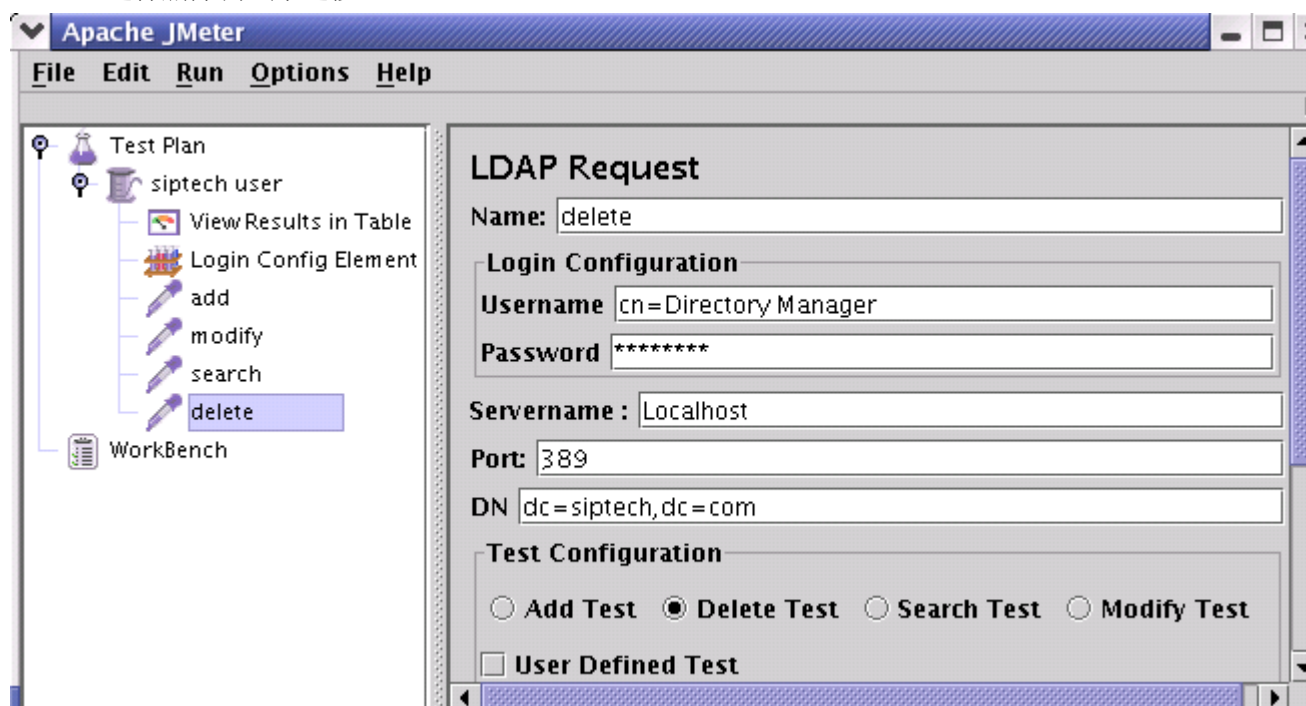 Apache JMeter
File Edit Run Options Help
Test Plan
siptech user
View Results in Table
Login Config Element
add
modify
search
delete
WorkBench
LDAP Request
Name: delete
Login Configuration
Username cn=Directory Manager
Password ********
Servername : Localhost
Port: 389
DN dc=siptech,dc=com
Test Configuration
Add Test Delete Test Search Test Modify Test
User Defined Test